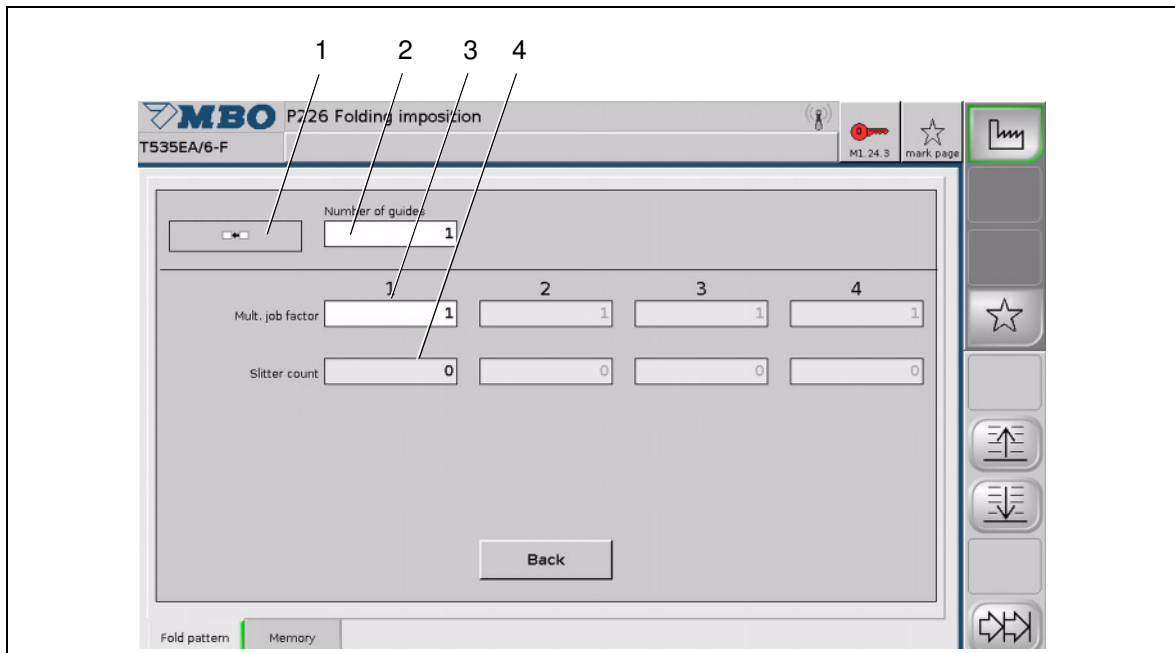 1 2 3 4
MBO P226 Folding imposition
T535EA/6-F
M1.24.3 mark page
Number of guides
1
1 2 3 4
Mult. job factor 1 1 1 1
Slitter count 0 0 0 0
Back
Fold pattern Memory